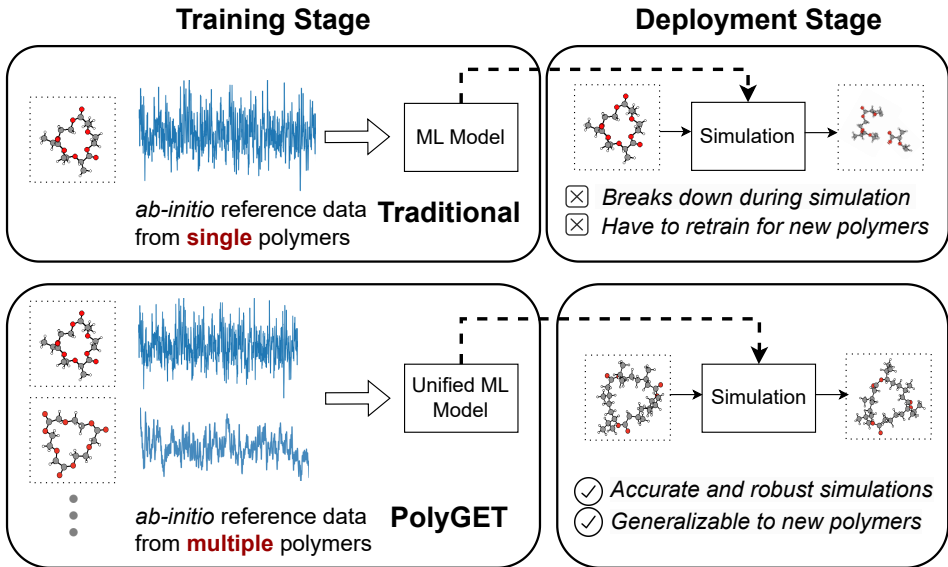 Training Stage
Deployment Stage
ML Model
Simulation
ab-initio reference data
from single polymers
Traditional
Breaks down during simulation
Have to retrain for new polymers
Unified ML
Model
Simulation
ab-initio reference data
from multiple polymers
PolyGET
Accurate and robust simulations
Generalizable to new polymers